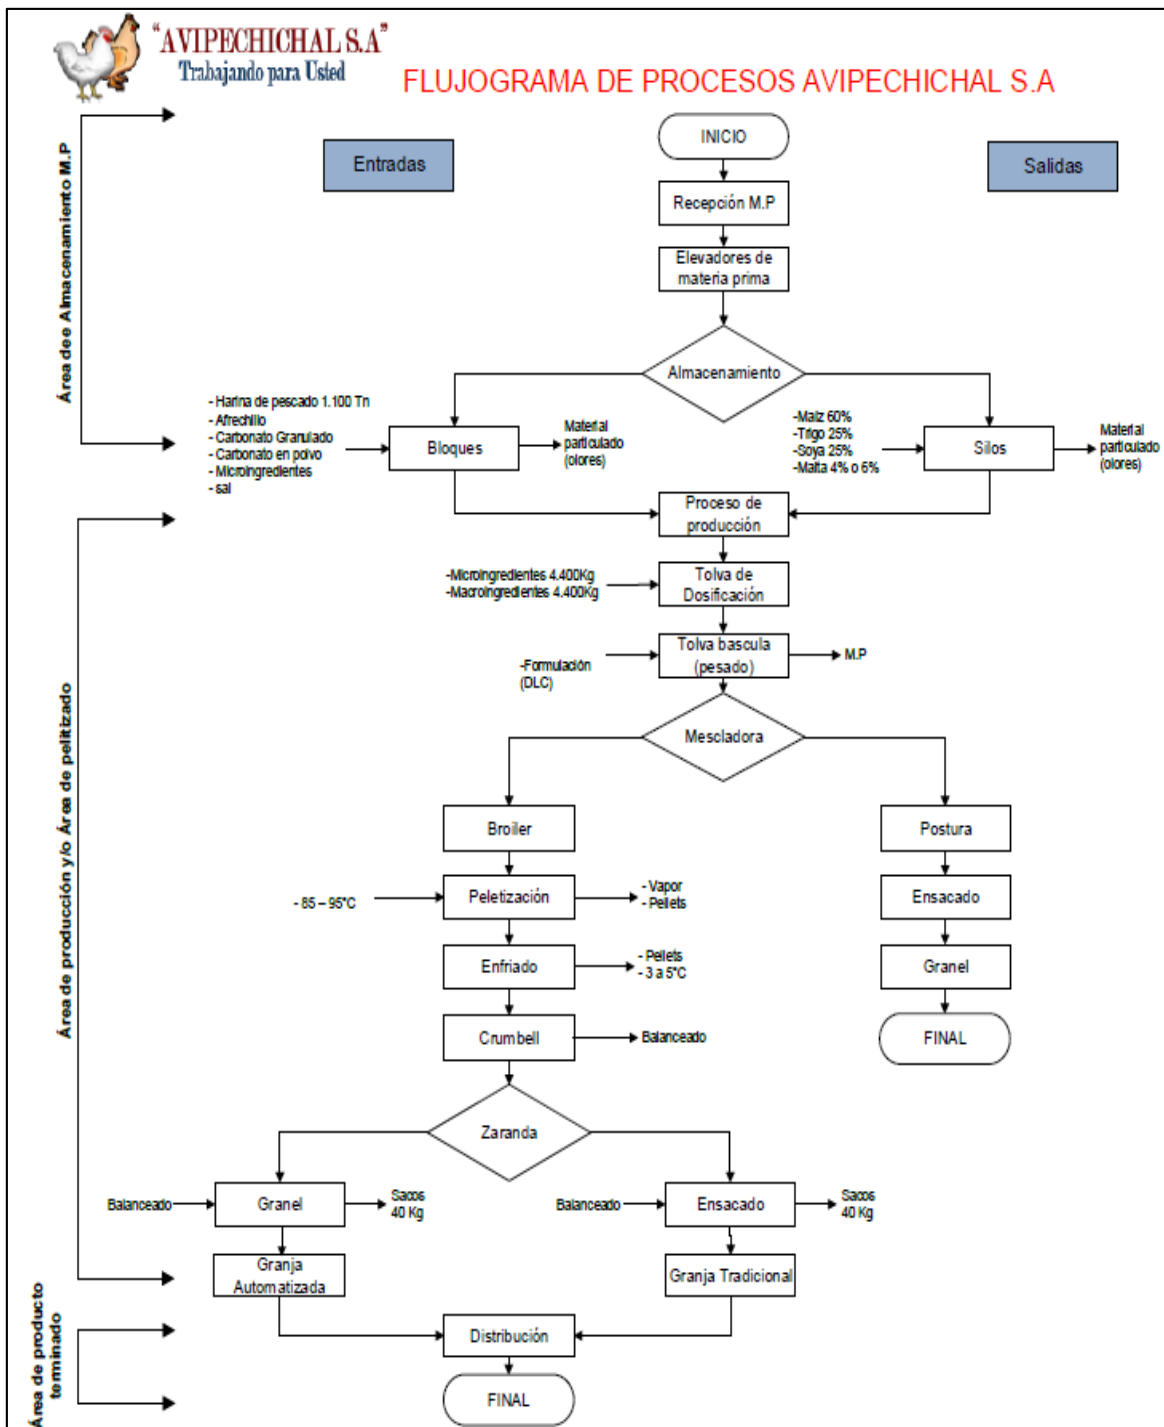 "AVIPECHICHAL S.A"
Trabajando para Usted
FLUJOGRAMA DE PROCESOS AVIPECHICHAL S.A
Área dee Almacenamiento M.P
Entradas
INICIO
Salidas
Recepción M.P
Elevadores de
materia prima
Almacenamiento
- Harina de pescado 1.100 Tn
- Afrechillo
- Carbonato Granulado
- Carbonato en polvo
- Microingredientes
- sal
Bloques
Material
particulado
(olores)
-Maiz 60%
-Trigo 25%
-Soya 25%
-Malta 4% o 6%
Silos
Material
particulado
(olores)
Área de producción y/o Área de pelitizado
Proceso de
producción
-Microingredientes 4.400Kg
-Macroingredientes 4.400Kg
Tolva de
Dosificación
-Formulación
(DLC)
Tolva bascula
(pesado)
M.P
Mescladora
Broiler
Postura
- 85 – 95°C
Peletización
- Vapor
- Pellets
Ensacado
Enfriado
- Pellets
- 3 a 5°C
Granel
Crumbell
Balanceado
FINAL
Zaranda
Balanceado
Granel
Sacos
40 Kg
Balanceado
Ensacado
Sacos
40 Kg
Granja
Automatizada
Granja Tradicional
Área de producto
terminado
Distribución
FINAL